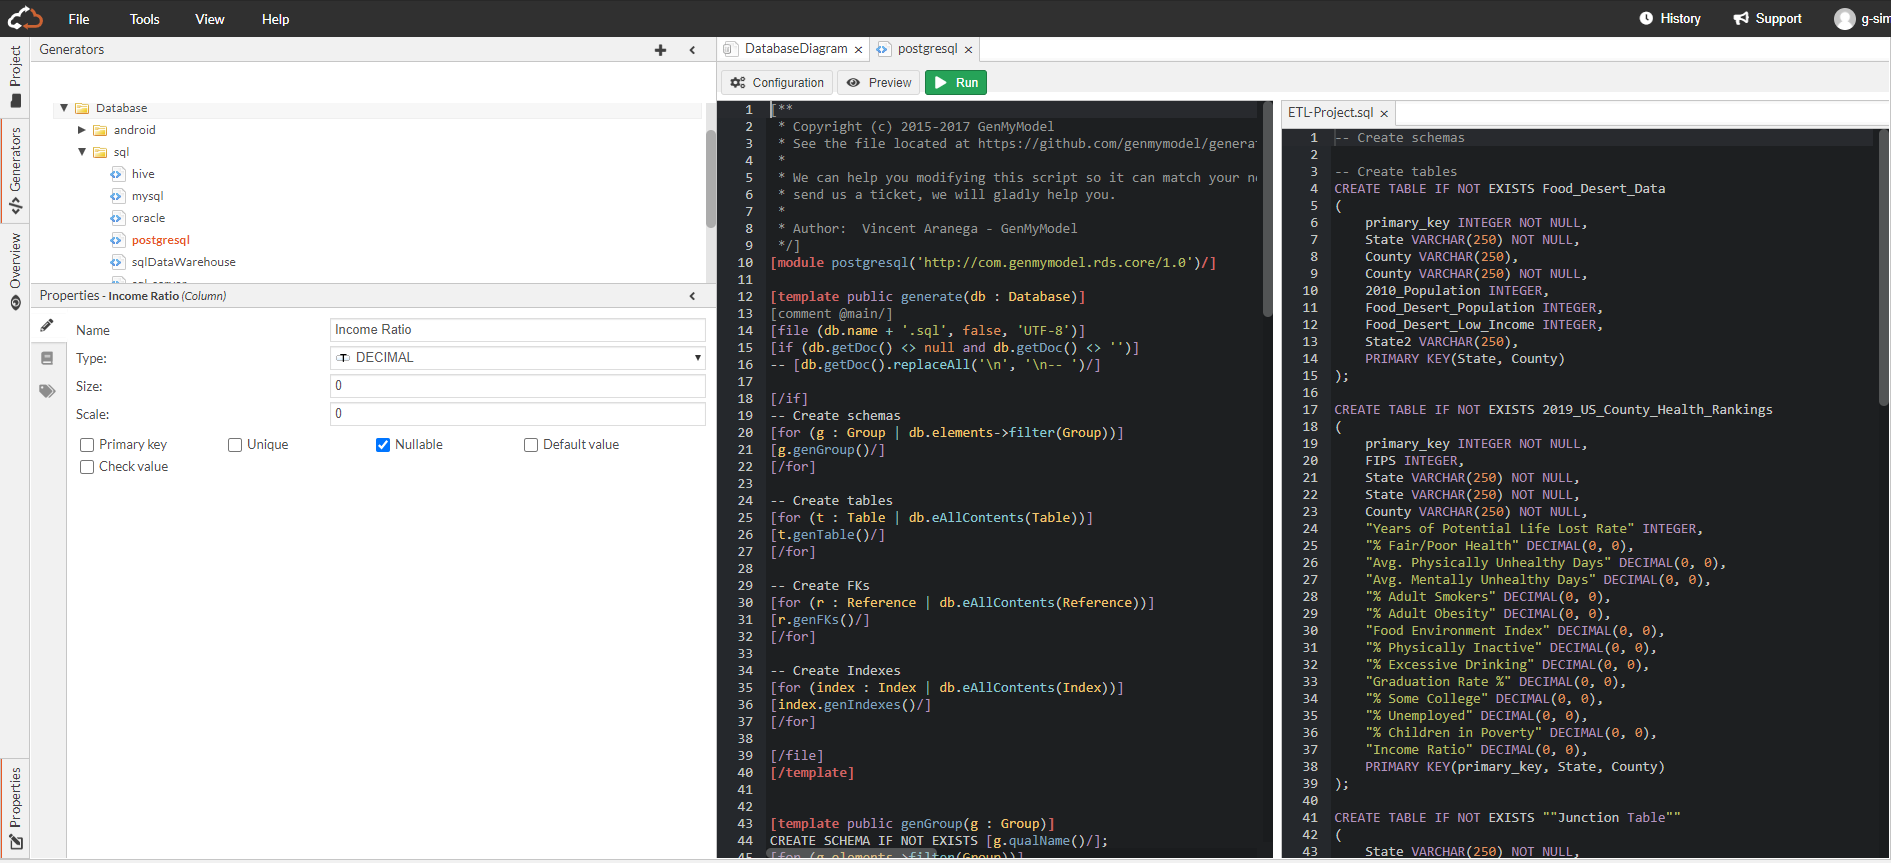 File Tools View Help History Support g-sim
Project
Generators
Overview
Properties
Generators
Database
android
sql
hive
mysql
oracle
postgresql
sqlDataWarehouse
Properties - Income Ratio (Column)
Name Income Ratio
Type: DECIMAL
Size: 0
Scale: 0
Primary key Unique Nullable Default value
Check value
DatabaseDiagram × postgresql ×
Configuration Preview Run
1 [**
2 * Copyright (c) 2015-2017 GenMyModel
3 * See the file located at https://github.com/genmymodel/genera
4 *
5 * We can help you modifying this script so it can match your ne
6 * send us a ticket, we will gladly help you.
7 *
8 * Author:  Vincent Aranega - GenMyModel
9 */]
10 [module postgresql('http://com.genmymodel.rds.core/1.0')/]
11
12 [template public generate(db : Database)]
13 [comment @main/]
14 [file (db.name + '.sql', false, 'UTF-8')]
15 [if (db.getDoc() <> null and db.getDoc() <> '')]
16 -- [db.getDoc().replaceAll('\n', '\n-- ')/]
17
18 [/if]
19 -- Create schemas
20 [for (g : Group | db.elements->filter(Group))]
21 [g.genGroup()/]
22 [/for]
23
24 -- Create tables
25 [for (t : Table | db.eAllContents(Table))]
26 [t.genTable()/]
27 [/for]
28
29 -- Create FKs
30 [for (r : Reference | db.eAllContents(Reference))]
31 [r.genFKs()/]
32 [/for]
33
34 -- Create Indexes
35 [for (index : Index | db.eAllContents(Index))]
36 [index.genIndexes()/]
37 [/for]
38
39 [/file]
40 [/template]
41
42
43 [template public genGroup(g : Group)]
44 CREATE SCHEMA IF NOT EXISTS [g.qualName()/];
45 [for (g.elements->filter(Group))]
ETL-Project.sql ×
1 -- Create schemas
2
3 -- Create tables
4 CREATE TABLE IF NOT EXISTS Food_Desert_Data
5 (
6 primary_key INTEGER NOT NULL,
7 State VARCHAR(250) NOT NULL,
8 County VARCHAR(250),
9 County VARCHAR(250) NOT NULL,
10 2010_Population INTEGER,
11 Food_Desert_Population INTEGER,
12 Food_Desert_Low_Income INTEGER,
13 State2 VARCHAR(250),
14 PRIMARY KEY(State, County)
15 );
16
17 CREATE TABLE IF NOT EXISTS 2019_US_County_Health_Rankings
18 (
19 primary_key INTEGER NOT NULL,
20 FIPS INTEGER,
21 State VARCHAR(250) NOT NULL,
22 State VARCHAR(250) NOT NULL,
23 County VARCHAR(250) NOT NULL,
24 "Years of Potential Life Lost Rate" INTEGER,
25 "% Fair/Poor Health" DECIMAL(0, 0),
26 "Avg. Physically Unhealthy Days" DECIMAL(0, 0),
27 "Avg. Mentally Unhealthy Days" DECIMAL(0, 0),
28 "% Adult Smokers" DECIMAL(0, 0),
29 "% Adult Obesity" DECIMAL(0, 0),
30 "Food Environment Index" DECIMAL(0, 0),
31 "% Physically Inactive" DECIMAL(0, 0),
32 "% Excessive Drinking" DECIMAL(0, 0),
33 "Graduation Rate %" DECIMAL(0, 0),
34 "% Some College" DECIMAL(0, 0),
35 "% Unemployed" DECIMAL(0, 0),
36 "% Children in Poverty" DECIMAL(0, 0),
37 "Income Ratio" DECIMAL(0, 0),
38 PRIMARY KEY(primary_key, State, County)
39 );
40
41 CREATE TABLE IF NOT EXISTS ""Junction Table""
42 (
43 State VARCHAR(250) NOT NULL,